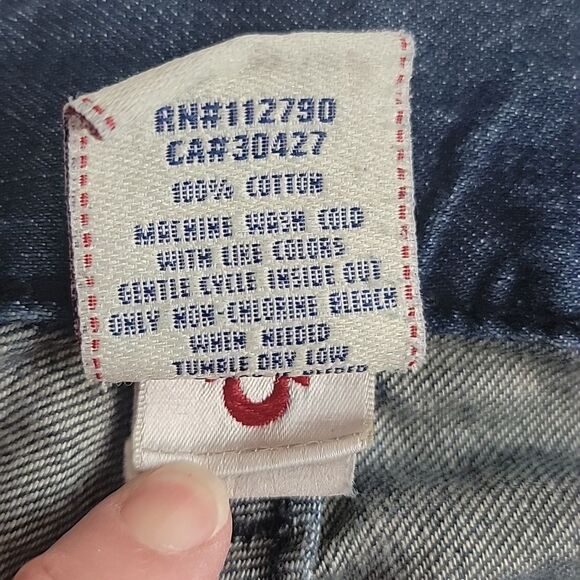 RN#112790
CA#30427
100% COTTON
MACHINE WASH COLD
WITH LIKE COLORS
GENTLE CYCLE INSIDE OUT
ONLY NON-CHLORINE BLEACH
WHEN NEEDED
TUMBLE DRY LOW